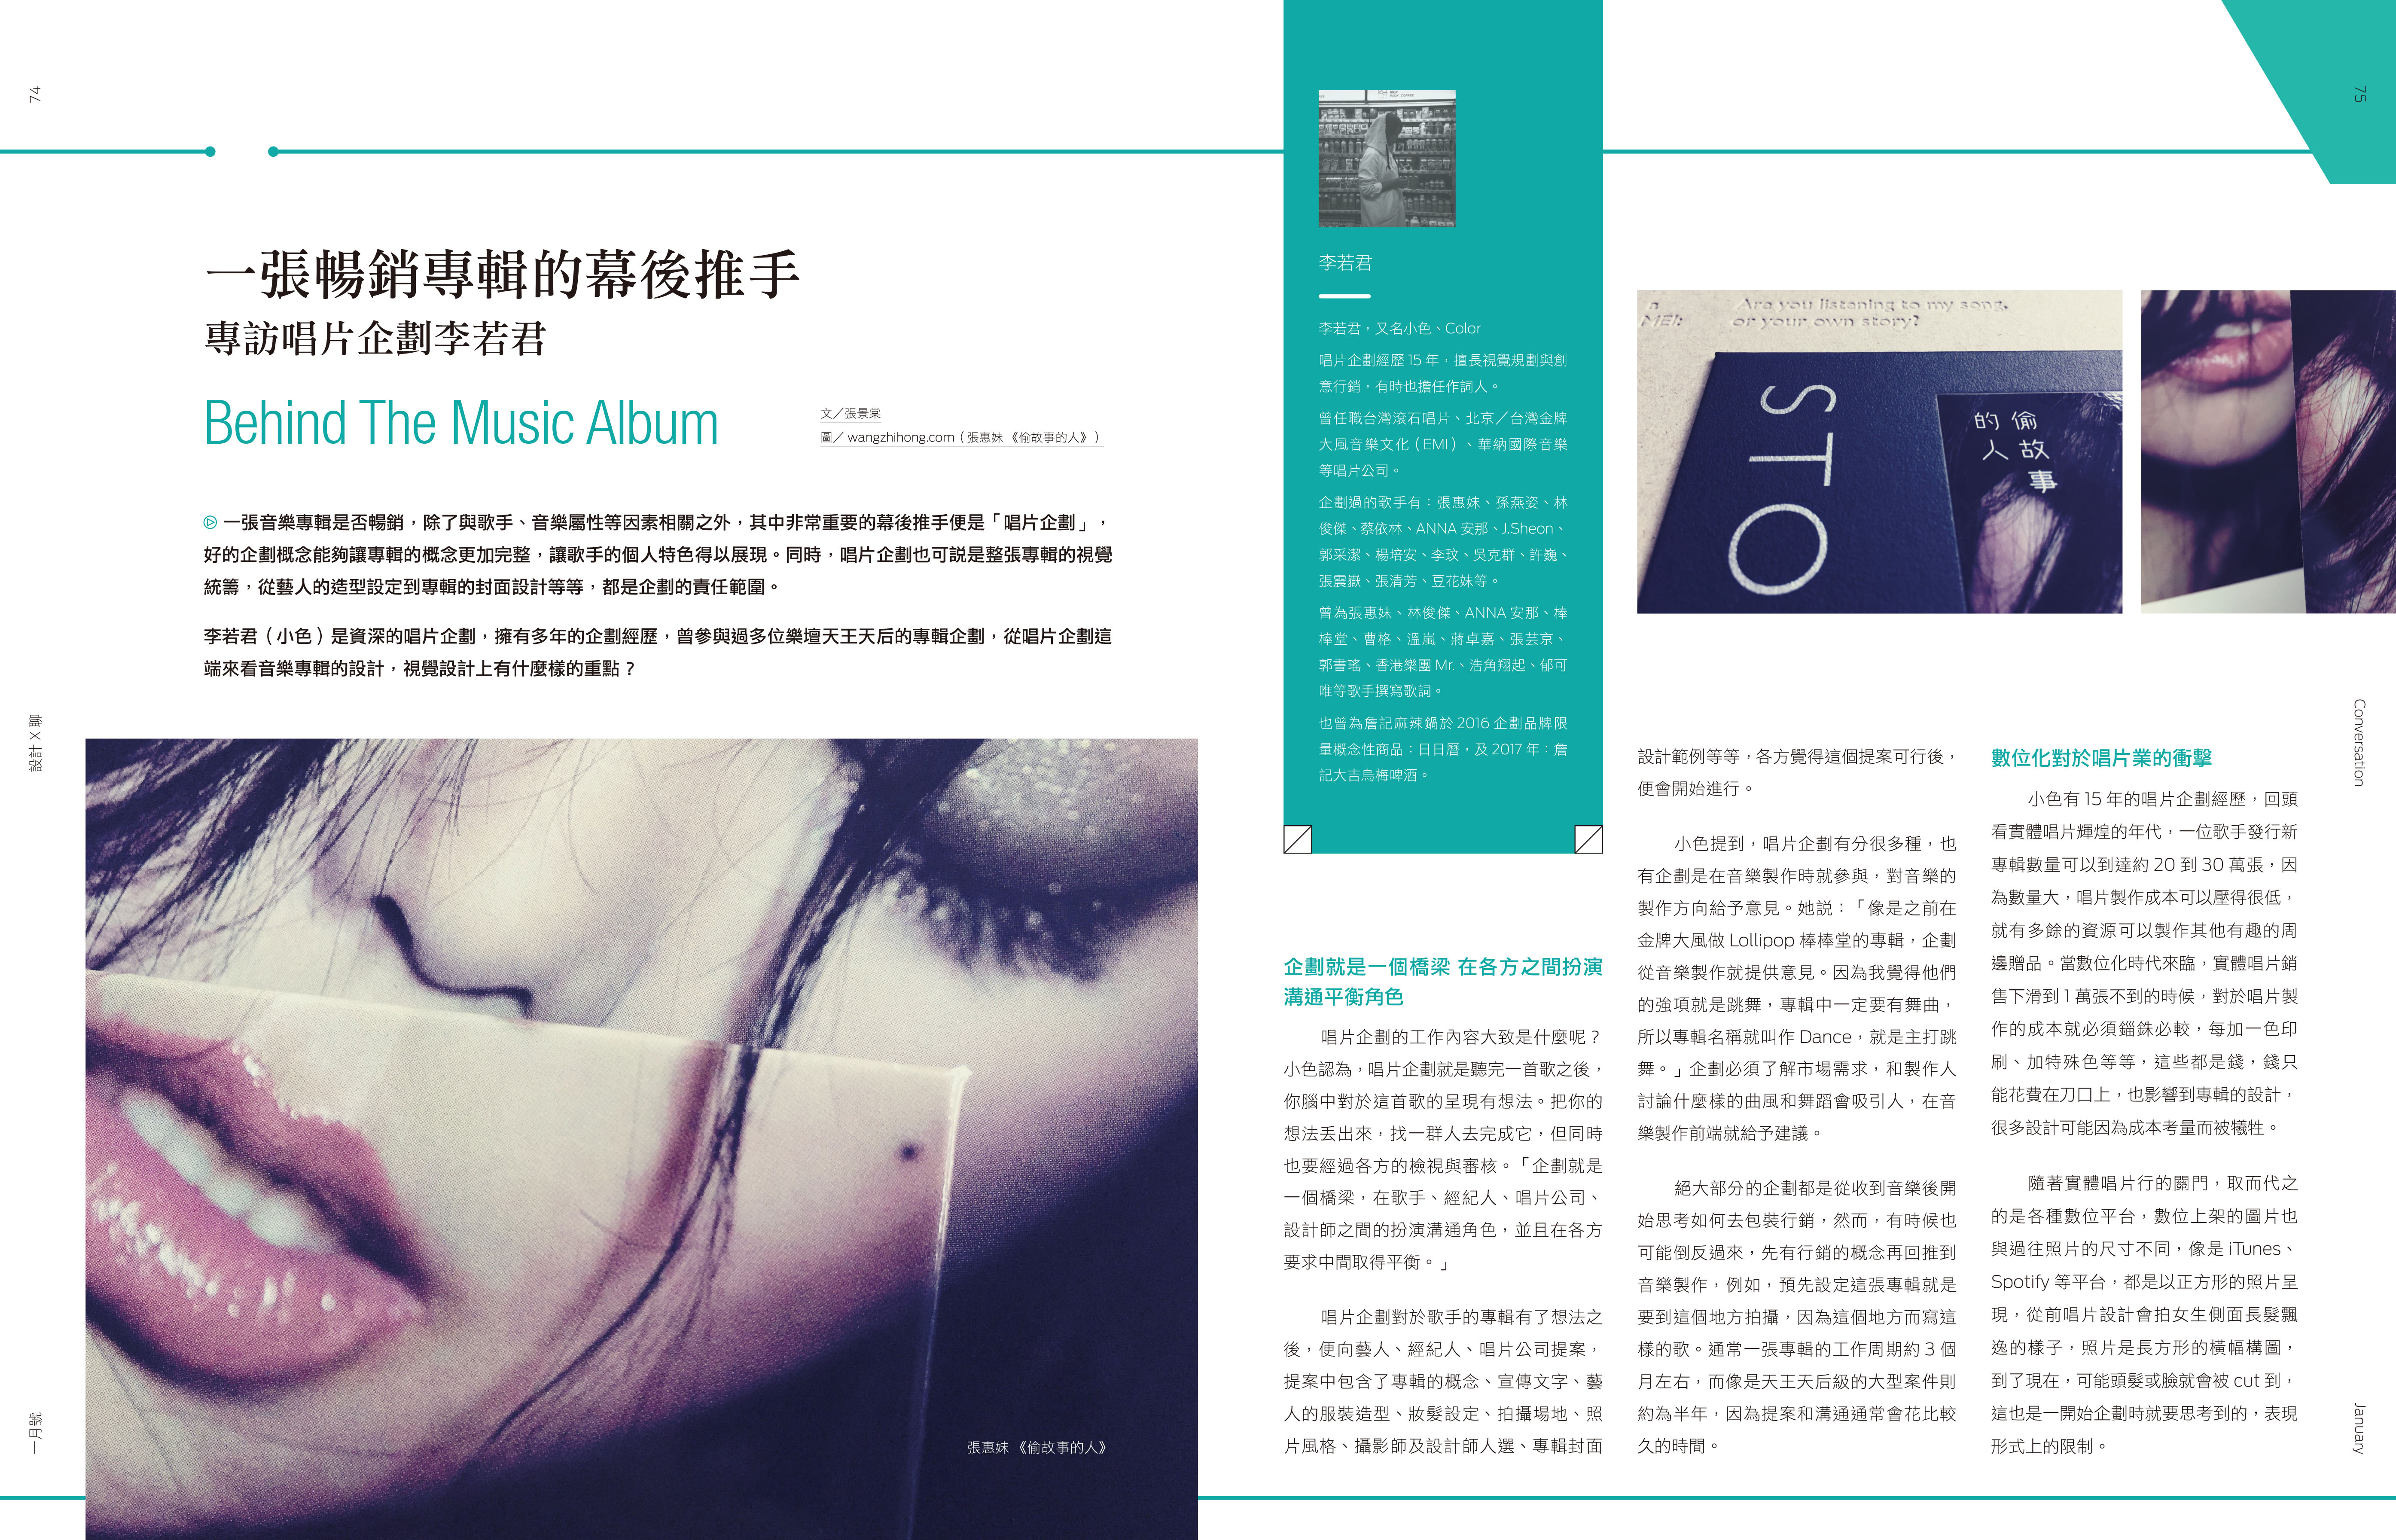 74
一張暢銷專輯的幕後推手
專訪唱片企劃李若君
Behind The Music Album
文／張景棠
圖／wangzhihong.com（張惠妹《偷故事的人》）
一張音樂專輯是否暢銷，除了與歌手、音樂屬性等因素相關之外，其中非常重要的幕後推手便是「唱片企劃」，
好的企劃概念能夠讓專輯的概念更加完整，讓歌手的個人特色得以展現。同時，唱片企劃也可說是整張專輯的視覺
統籌，從藝人的造型設定到專輯的封面設計等等，都是企劃的責任範圍。
李若君（小色）是資深的唱片企劃，擁有多年的企劃經歷，曾參與過多位樂壇天王天后的專輯企劃，從唱片企劃這
端來看音樂專輯的設計，視覺設計上有什麼樣的重點？
設計 X 聊
一月號
張惠妹《偷故事的人》
李若君
李若君，又名小色、Color
唱片企劃經歷 15 年，擅長視覺規劃與創
意行銷，有時也擔任作詞人。
曾任職台灣滾石唱片、北京／台灣金牌
大風音樂文化（EMI）、華納國際音樂
等唱片公司。
企劃過的歌手有：張惠妹、孫燕姿、林
俊傑、蔡依林、ANNA 安那、J.Sheon、
郭采潔、楊培安、李玟、吳克群、許巍、
張震嶽、張清芳、豆花妹等。
曾為張惠妹、林俊傑、ANNA 安那、棒
棒堂、曹格、溫嵐、蔣卓嘉、張芸京、
郭書瑤、香港樂團 Mr.、浩角翔起、郁可
唯等歌手撰寫歌詞。
也曾為詹記麻辣鍋於 2016 企劃品牌限
量概念性商品：日日曆，及 2017 年：詹
記大吉烏梅啤酒。
企劃就是一個橋梁 在各方之間扮演
溝通平衡角色
唱片企劃的工作內容大致是什麼呢？
小色認為，唱片企劃就是聽完一首歌之後，
你腦中對於這首歌的呈現有想法。把你的
想法丟出來，找一群人去完成它，但同時
也要經過各方的檢視與審核。「企劃就是
一個橋梁，在歌手、經紀人、唱片公司、
設計師之間的扮演溝通角色，並且在各方
要求中間取得平衡。」
唱片企劃對於歌手的專輯有了想法之
後，便向藝人、經紀人、唱片公司提案，
提案中包含了專輯的概念、宣傳文字、藝
人的服裝造型、妝髮設定、拍攝場地、照
片風格、攝影師及設計師人選、專輯封面
Are you listening to my song,
or your own story?
MEI:
STO
偷故事
的人
設計範例等等，各方覺得這個提案可行後，
便會開始進行。
小色提到，唱片企劃有分很多種，也
有企劃是在音樂製作時就參與，對音樂的
製作方向給予意見。她說：「像是之前在
金牌大風做 Lollipop 棒棒堂的專輯，企劃
從音樂製作就提供意見。因為我覺得他們
的強項就是跳舞，專輯中一定要有舞曲，
所以專輯名稱就叫作 Dance，就是主打跳
舞。」企劃必須了解市場需求，和製作人
討論什麼樣的曲風和舞蹈會吸引人，在音
樂製作前端就給予建議。
絕大部分的企劃都是從收到音樂後開
始思考如何去包裝行銷，然而，有時候也
可能倒反過來，先有行銷的概念再回推到
音樂製作，例如，預先設定這張專輯就是
要到這個地方拍攝，因為這個地方而寫這
樣的歌。通常一張專輯的工作周期約 3 個
月左右，而像是天王天后級的大型案件則
約為半年，因為提案和溝通通常會花比較
久的時間。
數位化對於唱片業的衝擊
小色有 15 年的唱片企劃經歷，回頭
看實體唱片輝煌的年代，一位歌手發行新
專輯數量可以到達約 20 到 30 萬張，因
為數量大，唱片製作成本可以壓得很低，
就有多餘的資源可以製作其他有趣的周
邊贈品。當數位化時代來臨，實體唱片銷
售下滑到 1 萬張不到的時候，對於唱片製
作的成本就必須錙銖必較，每加一色印
刷、加特殊色等等，這些都是錢，錢只
能花費在刀口上，也影響到專輯的設計，
很多設計可能因為成本考量而被犧牲。
隨著實體唱片行的關門，取而代之
的是各種數位平台，數位上架的圖片也
與過往照片的尺寸不同，像是 iTunes、
Spotify 等平台，都是以正方形的照片呈
現，從前唱片設計會拍女生側面長髮飄
逸的樣子，照片是長方形的橫幅構圖，
到了現在，可能頭髮或臉就會被 cut 到，
這也是一開始企劃時就要思考到的，表現
形式上的限制。
75
Conversation
January